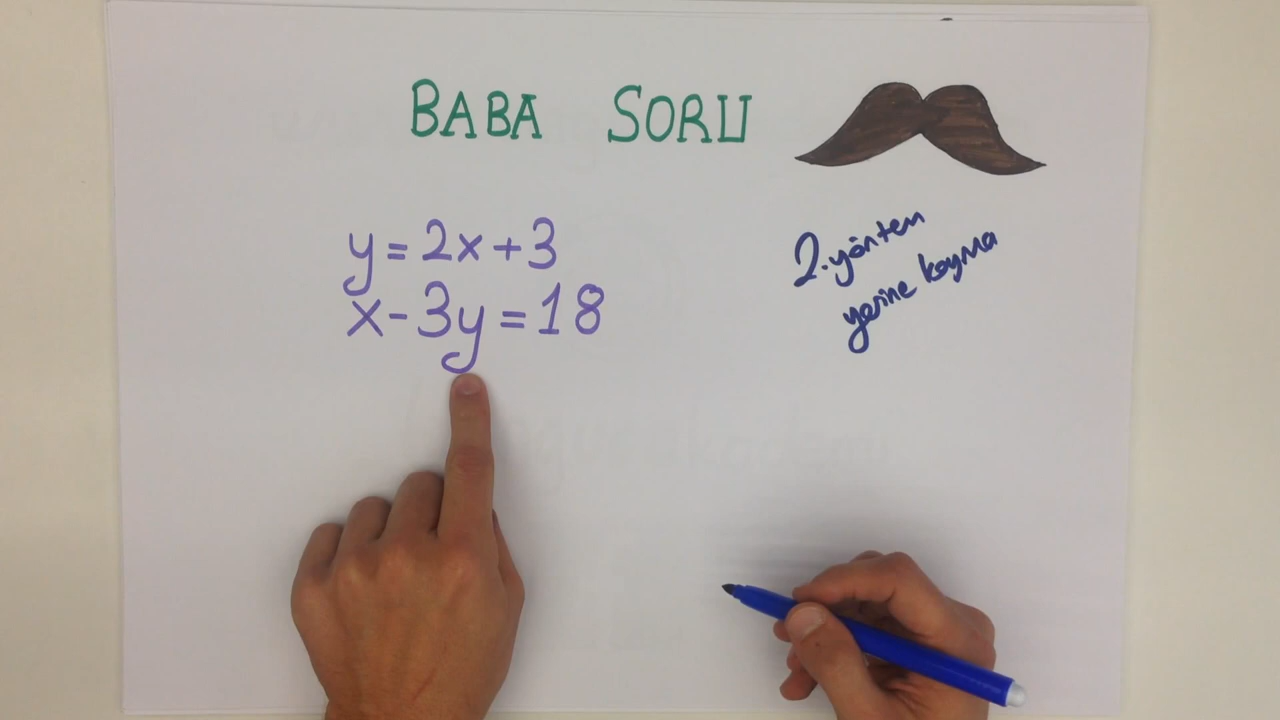 BABA SORU
y = 2x + 3
x - 3y = 18
2. yöntem
yerine koyma